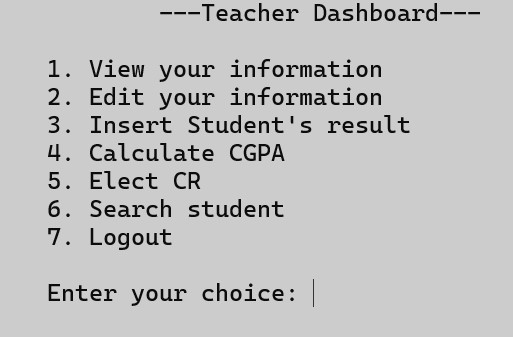 ---Teacher Dashboard---
1. View your information
2. Edit your information
3. Insert Student's result
4. Calculate CGPA
5. Elect CR
6. Search student
7. Logout
Enter your choice: